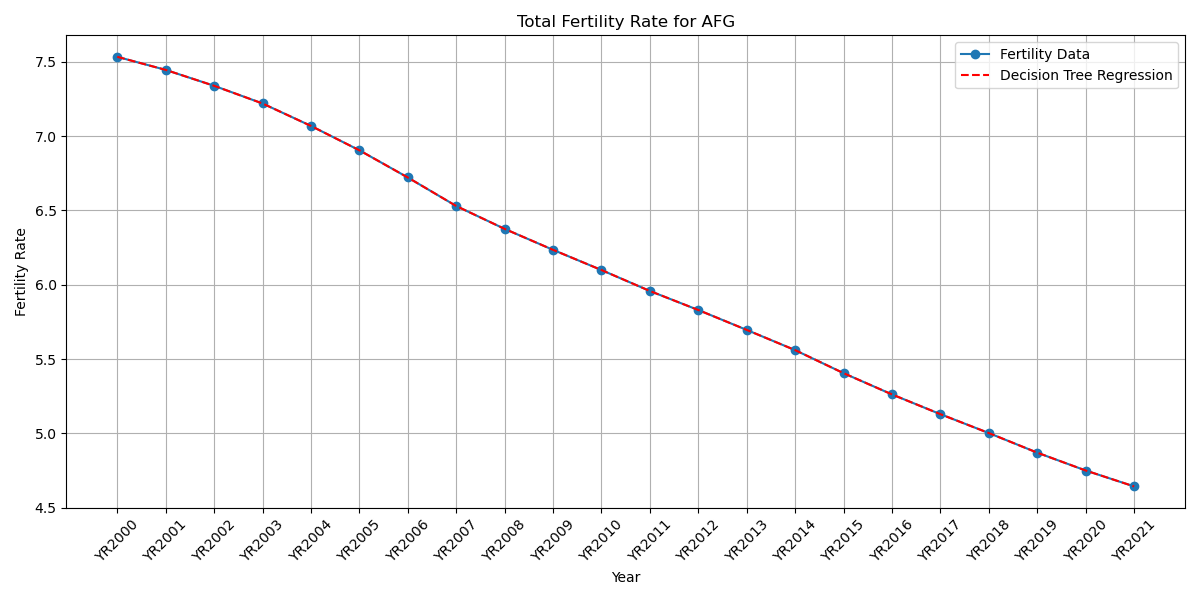 Total Fertility Rate for AFG
Fertility Data
Decision Tree Regression
Fertility Rate
7.5
7.0
6.5
6.0
5.5
5.0
4.5
YR2000
YR2001
YR2002
YR2003
YR2004
YR2005
YR2006
YR2007
YR2008
YR2009
YR2010
YR2011
YR2012
YR2013
YR2014
YR2015
YR2016
YR2017
YR2018
YR2019
YR2020
YR2021
Year